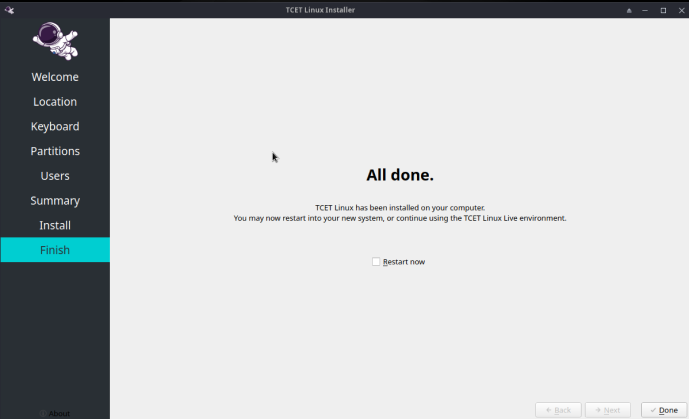 TCET Linux Installer
Welcome
Location
Keyboard
Partitions
Users
Summary
Install
Finish
About
All done.
TCET Linux has been installed on your computer.
You may now restart into your new system, or continue using the TCET Linux Live environment.
Restart now
Back
Next
Done